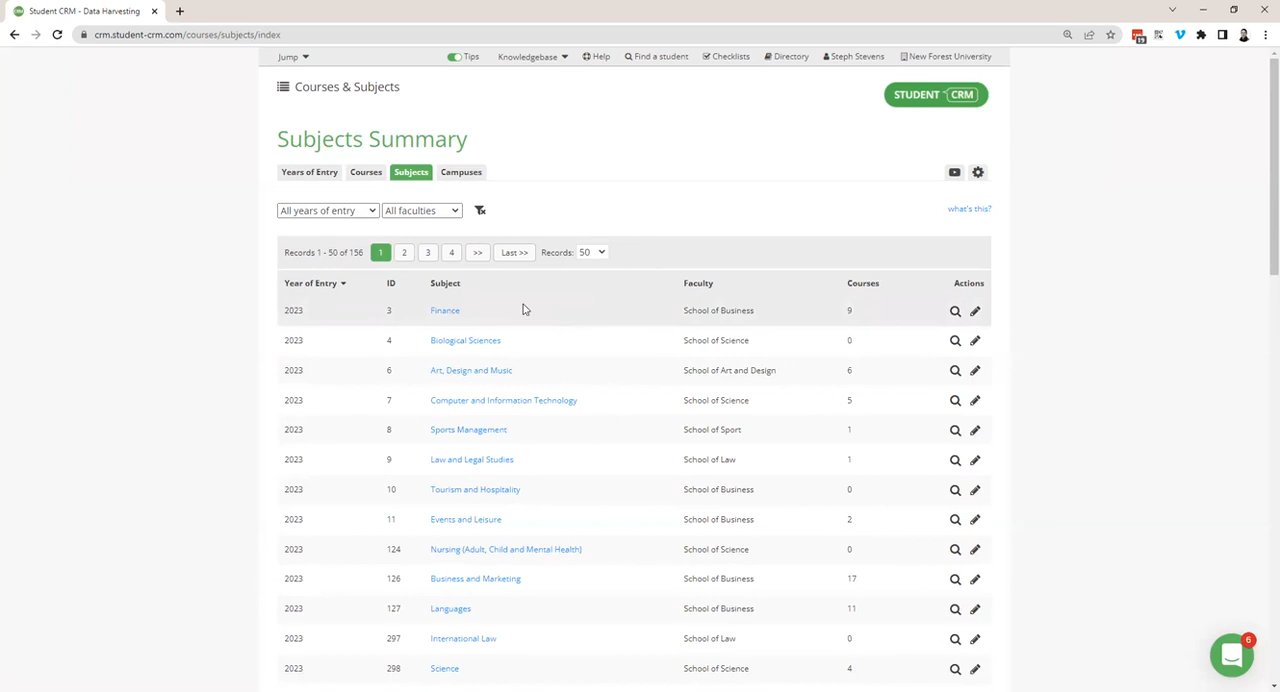 Student CRM - Data Harvesting
crm.student-crm.com/courses/subjects/index
19
Jump Tips Knowledgebase Help Find a student Checklists Directory Steph Stevens New Forest University
Courses & Subjects
STUDENT CRM
Subjects Summary
Years of Entry Courses Subjects Campuses
All years of entry All faculties what's this?
Records 1 - 50 of 156 1 2 3 4 >> Last >> Records: 50
Year of Entry ID Subject Faculty Courses Actions
2023 3 Finance School of Business 9
2023 4 Biological Sciences School of Science 0
2023 6 Art, Design and Music School of Art and Design 6
2023 7 Computer and Information Technology School of Science 5
2023 8 Sports Management School of Sport 1
2023 9 Law and Legal Studies School of Law 1
2023 10 Tourism and Hospitality School of Business 0
2023 11 Events and Leisure School of Business 2
2023 124 Nursing (Adult, Child and Mental Health) School of Science 0
2023 126 Business and Marketing School of Business 17
2023 127 Languages School of Business 11
2023 297 International Law School of Law 0
2023 298 Science School of Science 4
6